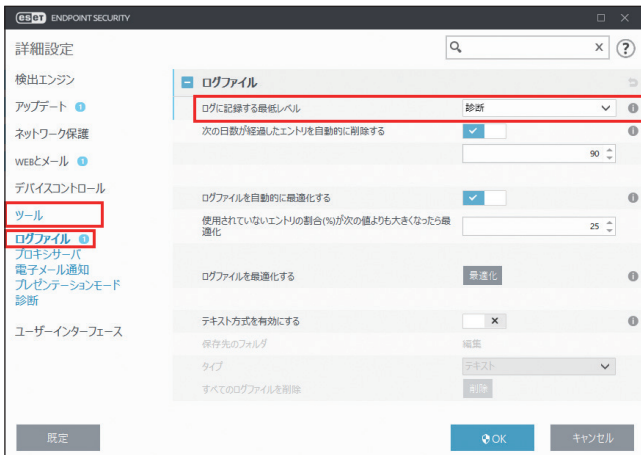 eset ENDPOINT SECURITY
詳細設定
検出エンジン
アップデート 1
ネットワーク保護
WEBとメール 1
デバイスコントロール
ツール
ログファイル 1
プロキシサーバ
電子メール通知
プレゼンテーションモード
診断
ユーザーインターフェース
ログファイル
ログに記録する最低レベル 診断
次の日数が経過したエントリを自動的に削除する
90
ログファイルを自動的に最適化する
使用されていないエントリの割合(%)が次の値よりも大きくなったら最
適化 25
ログファイルを最適化する 最適化
テキスト方式を有効にする
保存先のフォルダ 編集
タイプ テキスト
すべてのログファイルを削除 削除
既定 OK キャンセル